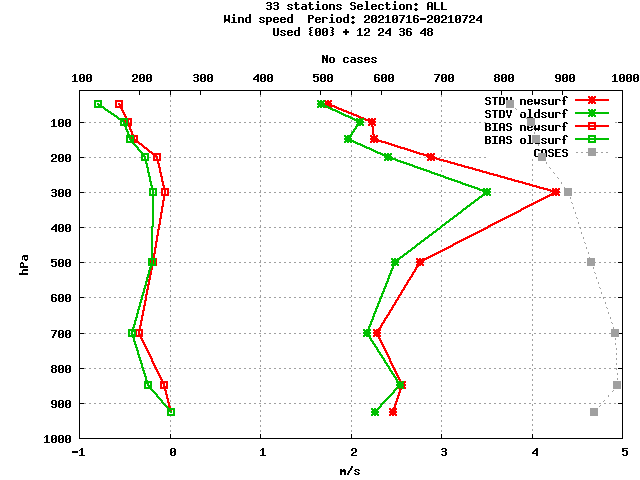 33 stations Selection: ALL
Wind speed  Period: 20210716-20210724
Used {00} + 12 24 36 48
No cases
100 200 300 400 500 600 700 800 900 1000
STDV newsurf
STDV oldsurf
BIAS newsurf
BIAS oldsurf
CASES
100
200
300
400
500
600
700
800
900
1000
hPa
-1 0 1 2 3 4 5
m/s